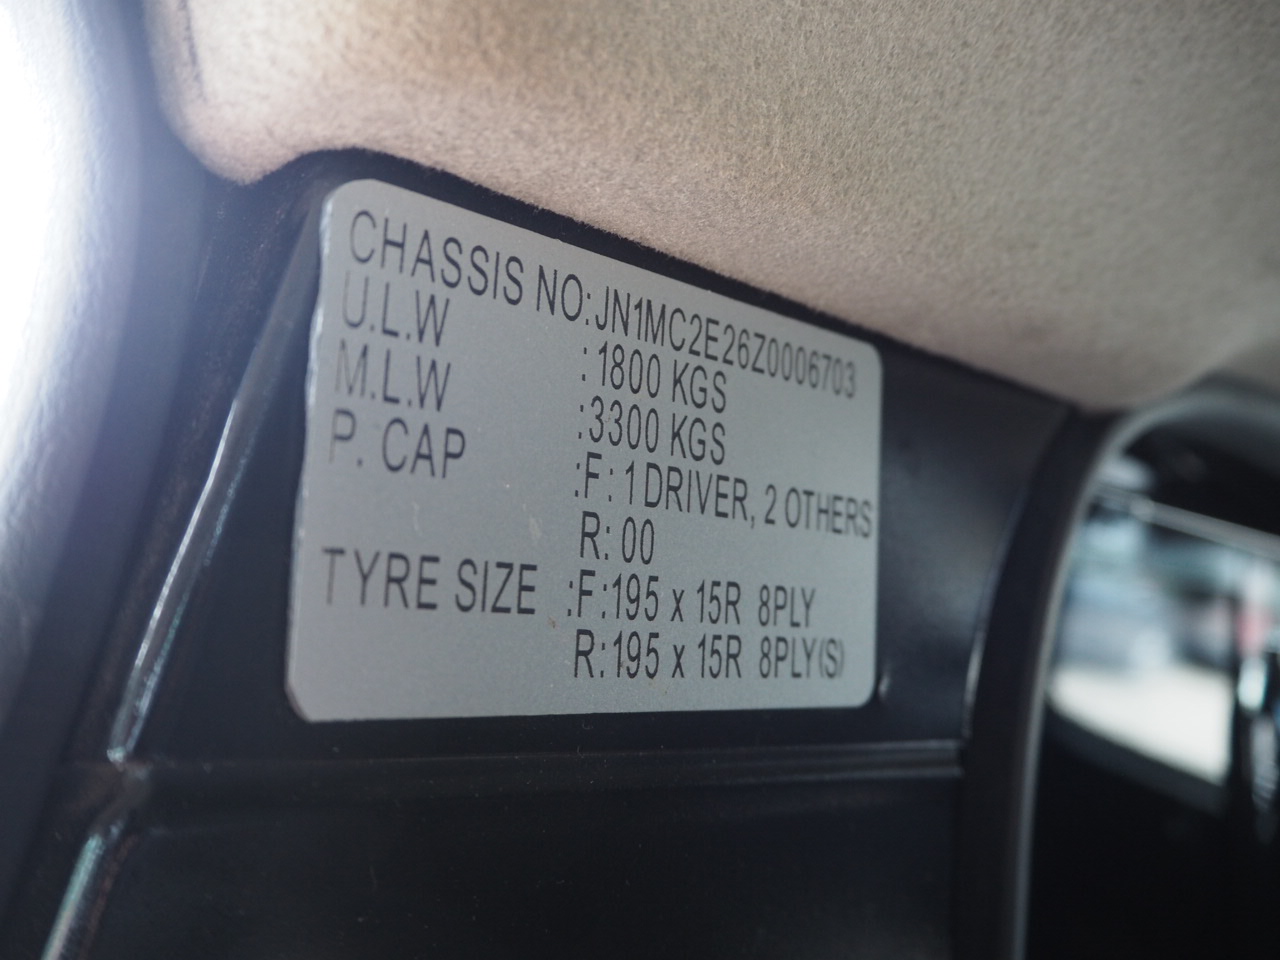 CHASSIS NO:JN1MC2E26Z0006703
U.L.W :1800 KGS
M.L.W :3300 KGS
P. CAP :F: 1 DRIVER, 2 OTHERS
R: 00
TYRE SIZE :F:195 x 15R 8PLY
R:195 x 15R 8PLY(S)